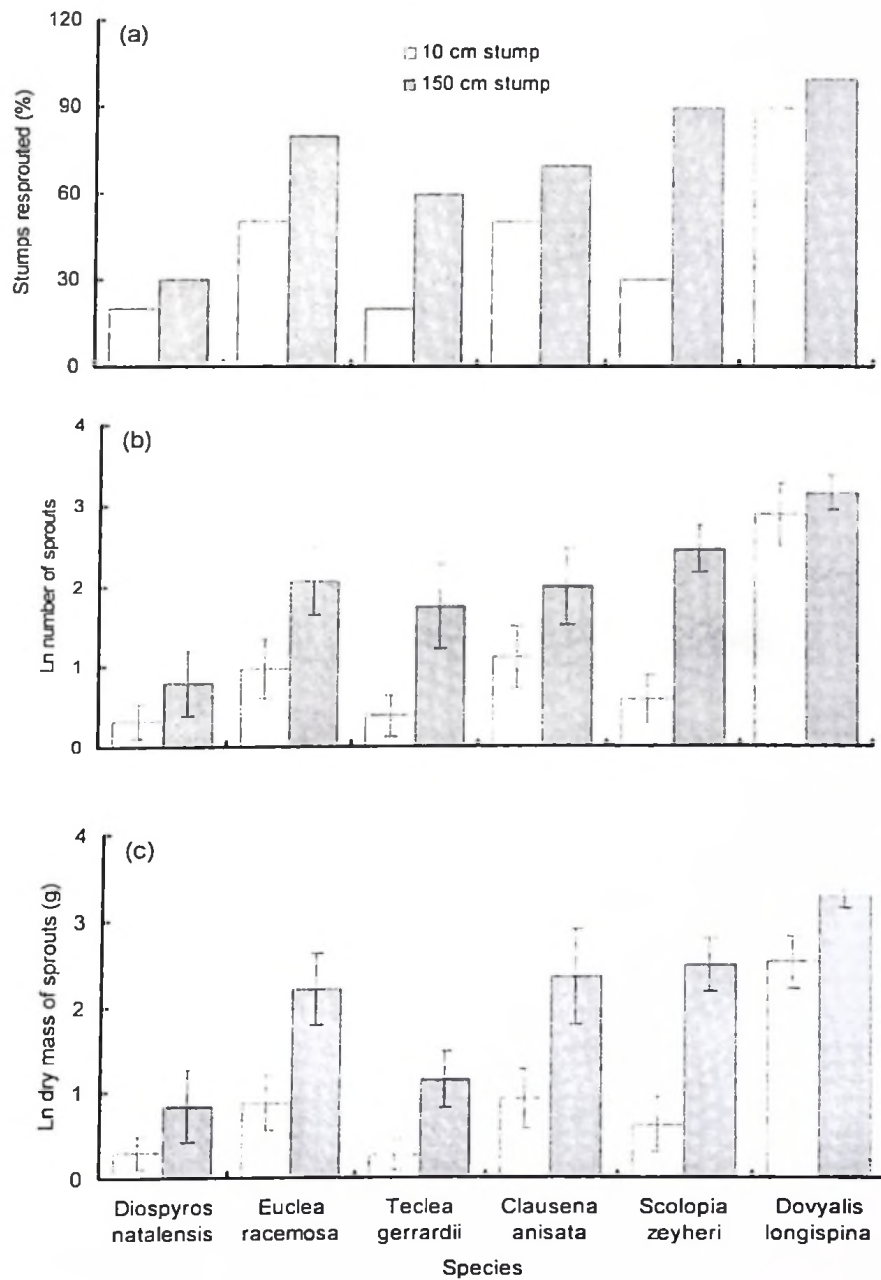 (a)
10 cm stump
150 cm stump
Stumps resprouted (%)
120
90
60
30
0
(b)
Ln number of sprouts
4
3
2
1
0
(c)
Ln dry mass of sprouts (g)
4
3
2
1
0
Diospyros natalensis
Euclea racemosa
Teclea gerrardii
Clausena anisata
Scolopia zeyheri
Dovyalis longispina
Species